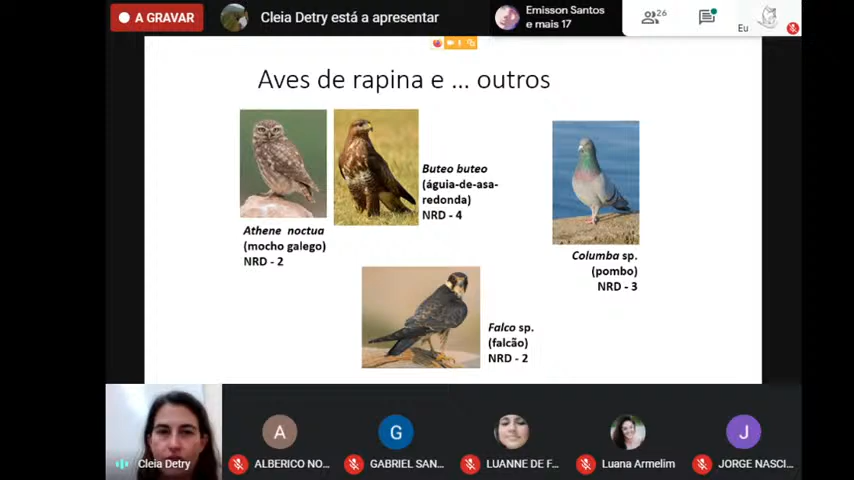 A GRAVAR
Cleia Detry está a apresentar
Emisson Santos
e mais 17
26
Eu
Aves de rapina e ... outros
Buteo buteo
(águia-de-asa-
redonda)
NRD - 4
Athene noctua
(mocho galego)
NRD - 2
Columba sp.
(pombo)
NRD - 3
Falco sp.
(falcão)
NRD - 2
A
G
J
Cleia Detry
ALBERICO NO...
GABRIEL SAN...
LUANNE DE F...
Luana Armelim
JORGE NASCI...